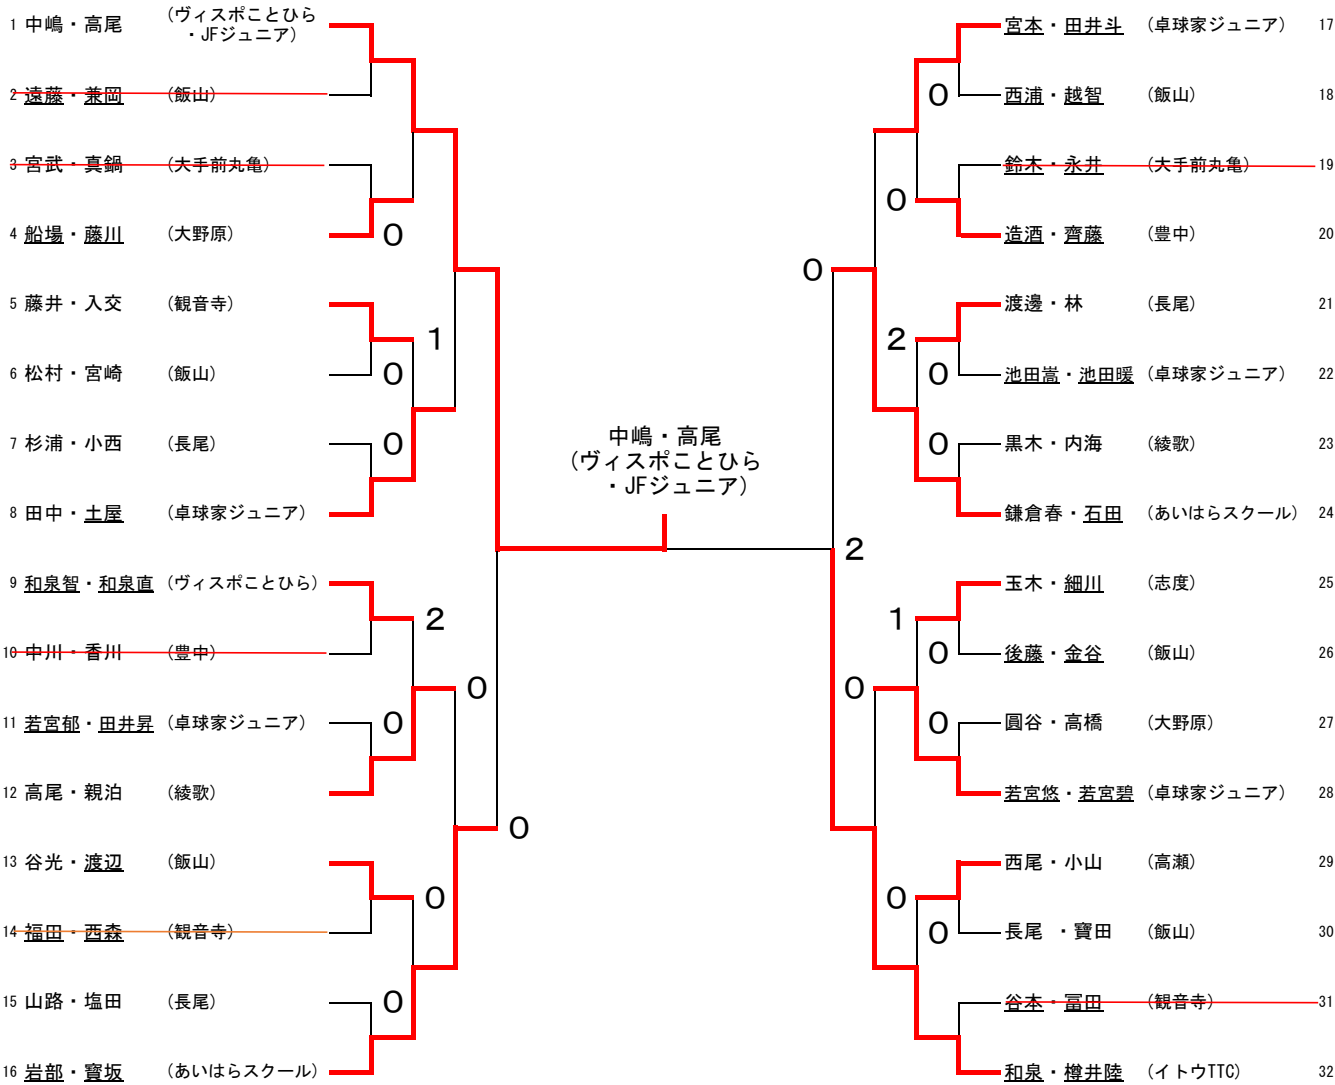 1 中嶋・高尾 (ヴィスポことひら
・JFジュニア)
2 遠藤・兼岡 (飯山)
3 宮武・真鍋 (大手前丸亀)
4 船場・藤川 (大野原)
0
5 藤井・入交 (観音寺)
1
6 松村・宮崎 (飯山)
0
7 杉浦・小西 (長尾)
0
8 田中・土屋 (卓球家ジュニア)
9 和泉智・和泉直 (ヴィスポことひら)
2
10 中川・香川 (豊中)
0
11 若宮郁・田井昇 (卓球家ジュニア)
0
12 高尾・親泊 (綾歌)
0
13 谷光・渡辺 (飯山)
0
14 福田・西森 (観音寺)
15 山路・塩田 (長尾)
0
16 岩部・寳坂 (あいはらスクール)
中嶋・高尾
(ヴィスポことひら
・JFジュニア)
宮本・田井斗 (卓球家ジュニア) 17
0
西浦・越智 (飯山) 18
鈴木・永井 (大手前丸亀) 19
0
造酒・齊藤 (豊中) 20
0
渡邊・林 (長尾) 21
2
0
池田嵩・池田暖 (卓球家ジュニア) 22
0
黒木・内海 (綾歌) 23
鎌倉春・石田 (あいはらスクール) 24
2
玉木・細川 (志度) 25
1
0
後藤・金谷 (飯山) 26
0
0
圓谷・高橋 (大野原) 27
若宮悠・若宮碧 (卓球家ジュニア) 28
西尾・小山 (高瀬) 29
0
0
長尾 ・寶田 (飯山) 30
谷本・冨田 (観音寺) 31
和泉・樽井陸 (イトウTTC) 32